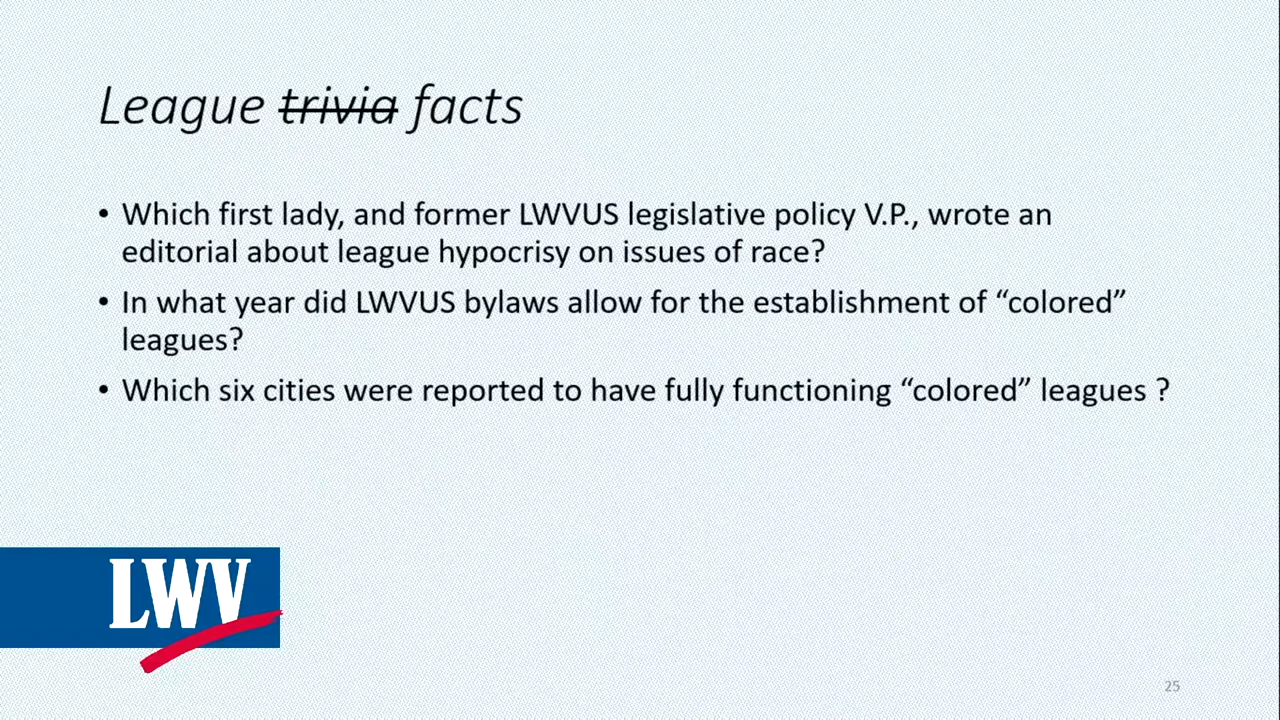 League trivia facts
• Which first lady, and former LWVUS legislative policy V.P., wrote an
editorial about league hypocrisy on issues of race?
• In what year did LWVUS bylaws allow for the establishment of “colored”
leagues?
• Which six cities were reported to have fully functioning “colored” leagues ?
LWV
25